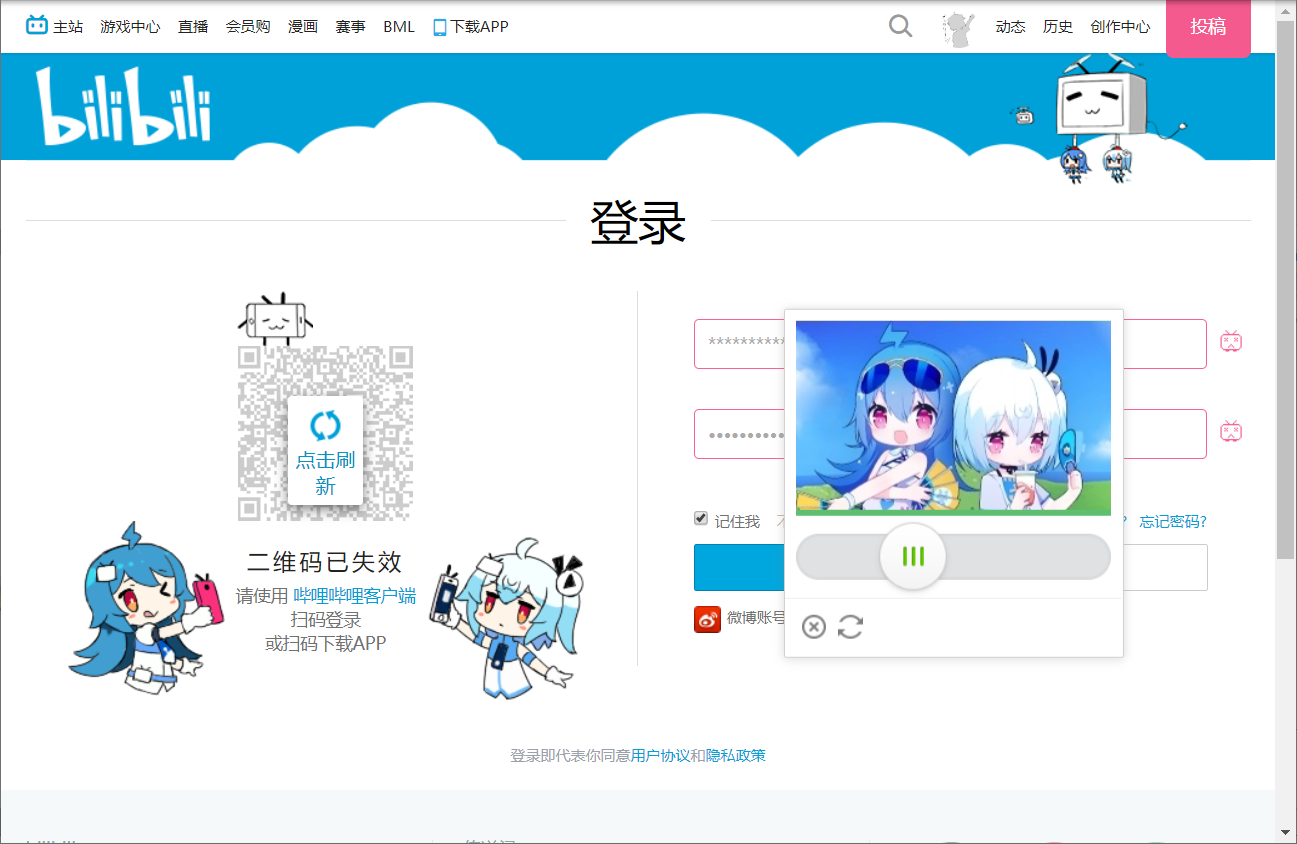 主站 游戏中心 直播 会员购 漫画 赛事 BML 下载APP 动态 历史 创作中心 投稿
bilibili
登录
点击刷
新
二维码已失效
请使用 哔哩哔哩客户端
扫码登录
或扫码下载APP
***********
•••••••••••
记住我 ? 忘记密码?
微博账号
登录即代表你同意用户协议和隐私政策